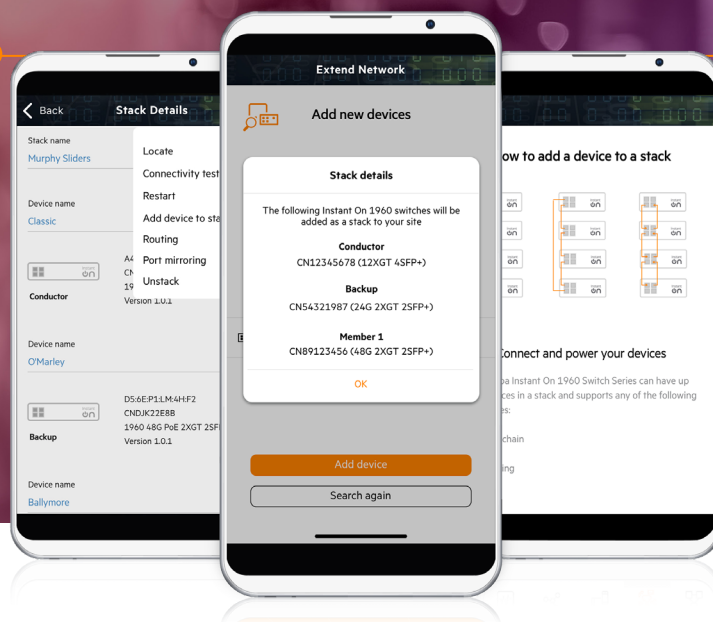 Back
Stack Details
Stack name
Murphy Sliders
Device name
Classic
Locate
Connectivity test
Restart
Add device to sta
Routing
Port mirroring
Unstack
A4
CN
19
Version 1.0.1
Conductor
Device name
O'Marley
D5:6E:P1:LM:4H:F2
CNDJK22E8B
1960 48G PoE 2XGT 2SF
Version 1.0.1
Backup
Device name
Ballymore
Extend Network
Add new devices
Stack details
The following Instant On 1960 switches will be
added as a stack to your site
Conductor
CN12345678 (12XGT 4SFP+)
Backup
CN54321987 (24G 2XGT 2SFP+)
Member 1
CN89123456 (48G 2XGT 2SFP+)
OK
Add device
Search again
ow to add a device to a stack
onnect and power your devices
ba Instant On 1960 Switch Series can have up
ces in a stack and supports any of the following
es:
chain
ing